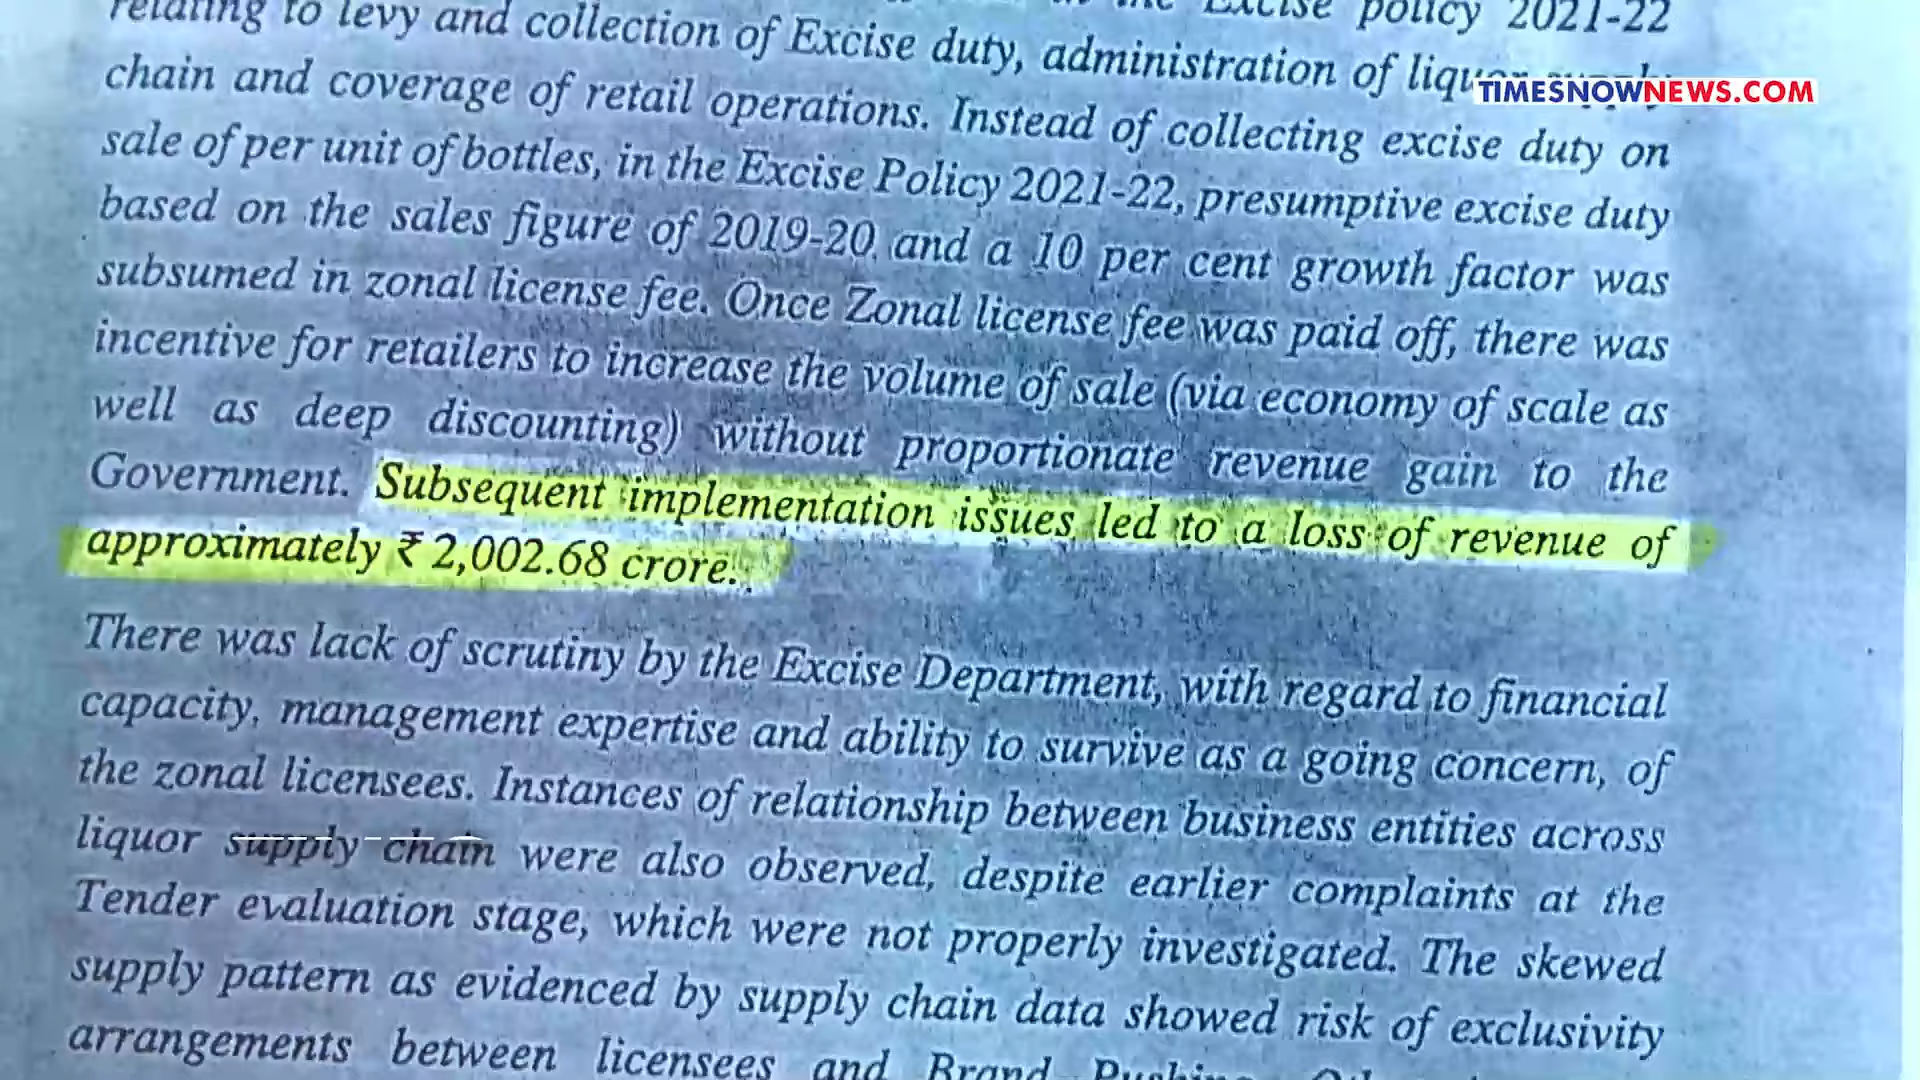 relating to levy and collection of Excise duty, administration of liquor supply
Excise policy 2021-22
TIMESNOWNEWS.COM
chain and coverage of retail operations. Instead of collecting excise duty on
sale of per unit of bottles, in the Excise Policy 2021-22, presumptive excise duty
based on the sales figure of 2019-20 and a 10 per cent growth factor was
subsumed in zonal license fee. Once Zonal license fee was paid off, there was
incentive for retailers to increase the volume of sale (via economy of scale as
well as deep discounting) without proportionate revenue gain to the
Government. Subsequent implementation issues led to a loss of revenue of
approximately ₹ 2,002.68 crore.
There was lack of scrutiny by the Excise Department, with regard to financial
capacity, management expertise and ability to survive as a going concern, of
the zonal licensees. Instances of relationship between business entities across
liquor supply chain were also observed, despite earlier complaints at the
Tender evaluation stage, which were not properly investigated. The skewed
supply pattern as evidenced by supply chain data showed risk of exclusivity
arrangements between licensees and Brand Pushing.